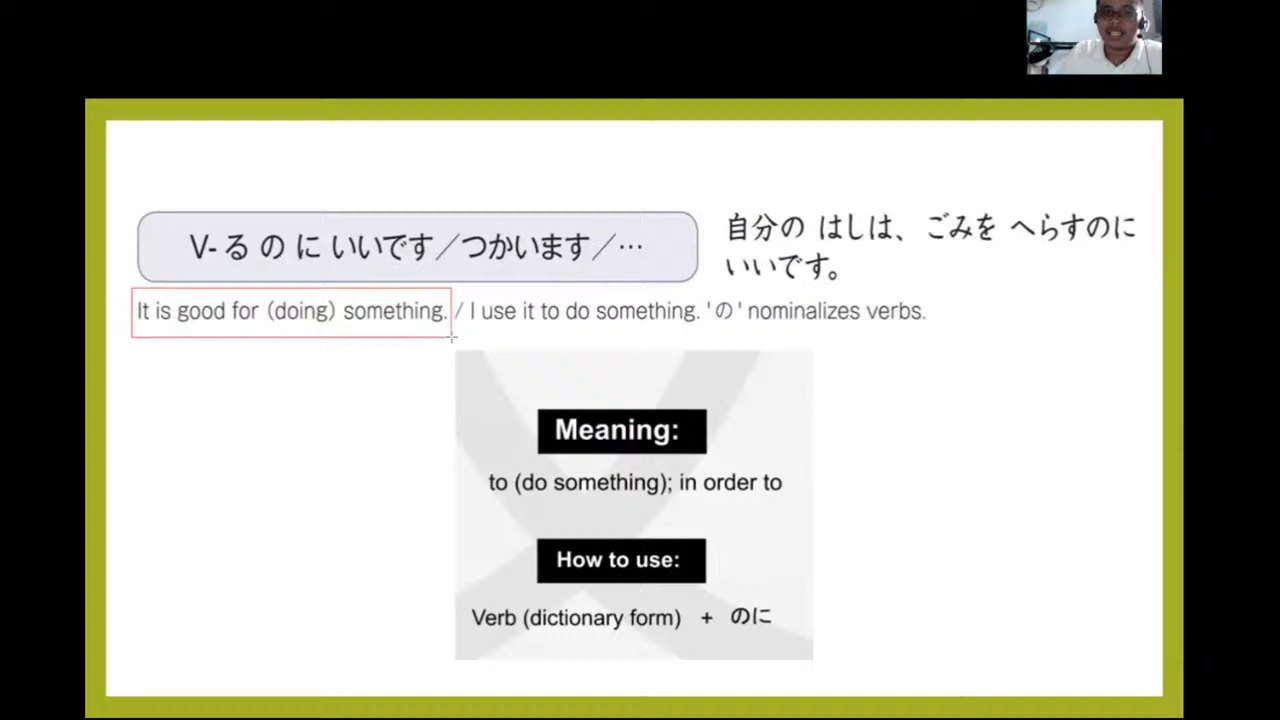 V-る の に いいです／つかいます／…
自分の はしは、ごみを へらすのに
いいです。
It is good for (doing) something. / I use it to do something. 'の' nominalizes verbs.
Meaning:
to (do something); in order to
How to use:
Verb (dictionary form) + のに